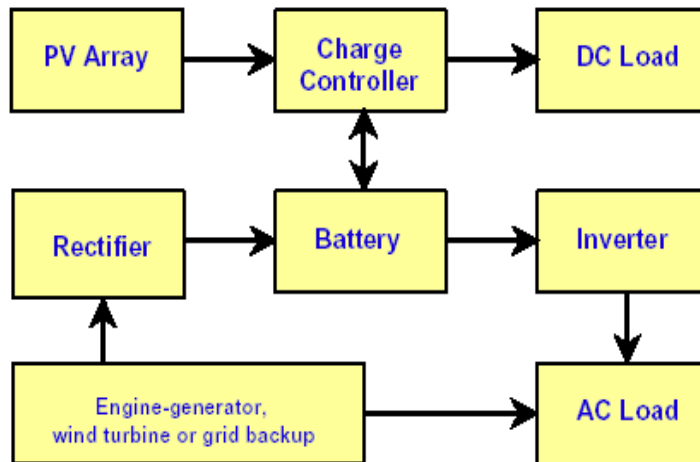 PV Array
Charge
Controller
DC Load
Rectifier
Battery
Inverter
Engine-generator,
wind turbine or grid backup
AC Load